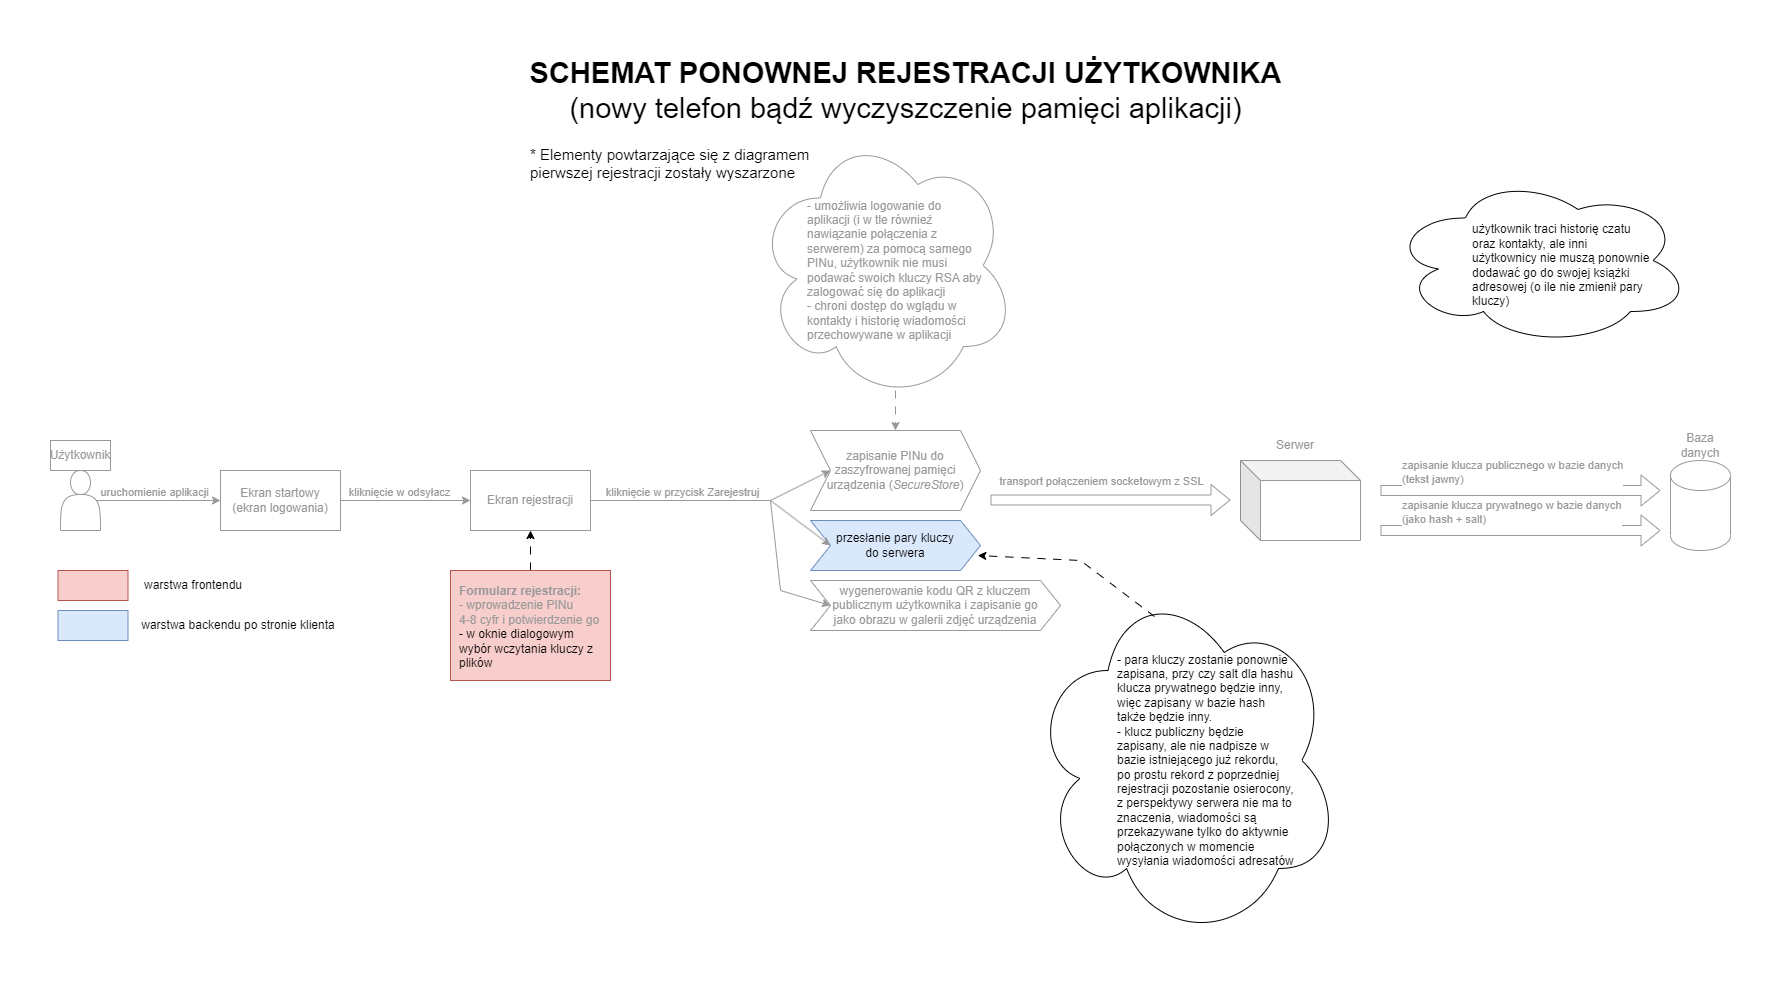 SCHEMAT PONOWNEJ REJESTRACJI UŻYTKOWNIKA
(nowy telefon bądź wyczyszczenie pamięci aplikacji)
* Elementy powtarzające się z diagramem
pierwszej rejestracji zostały wyszarzone
- umożliwia logowanie do
aplikacji (i w tle również
nawiązanie połączenia z
serwerem) za pomocą samego
PINu, użytkownik nie musi
podawać swoich kluczy RSA aby
zalogować się do aplikacji
- chroni dostęp do wglądu w
kontakty i historię wiadomości
przechowywane w aplikacji
użytkownik traci historię czatu
oraz kontakty, ale inni
użytkownicy nie muszą ponownie
dodawać go do swojej książki
adresowej (o ile nie zmienił pary
kluczy)
Użytkownik
uruchomienie aplikacji
Ekran startowy
(ekran logowania)
kliknięcie w odsyłacz
Ekran rejestracji
kliknięcie w przycisk Zarejestruj
zapisanie PINu do
zaszyfrowanej pamięci
urządzenia (SecureStore)
transport połączeniem socketowym z SSL
Serwer
zapisanie klucza publicznego w bazie danych
(tekst jawny)
zapisanie klucza prywatnego w bazie danych
(jako hash + salt)
Baza
danych
przesłanie pary kluczy
do serwera
wygenerowanie kodu QR z kluczem
publicznym użytkownika i zapisanie go
jako obrazu w galerii zdjęć urządzenia
warstwa frontendu
warstwa backendu po stronie klienta
Formularz rejestracji:
- wprowadzenie PINu
4-8 cyfr i potwierdzenie go
- w oknie dialogowym
wybór wczytania kluczy z
plików
- para kluczy zostanie ponownie
zapisana, przy czy salt dla hashu
klucza prywatnego będzie inny,
więc zapisany w bazie hash
także będzie inny.
- klucz publiczny będzie
zapisany, ale nie nadpisze w
bazie istniejącego już rekordu,
po prostu rekord z poprzedniej
rejestracji pozostanie osierocony,
z perspektywy serwera nie ma to
znaczenia, wiadomości są
przekazywane tylko do aktywnie
połączonych w momencie
wysyłania wiadomości adresatów